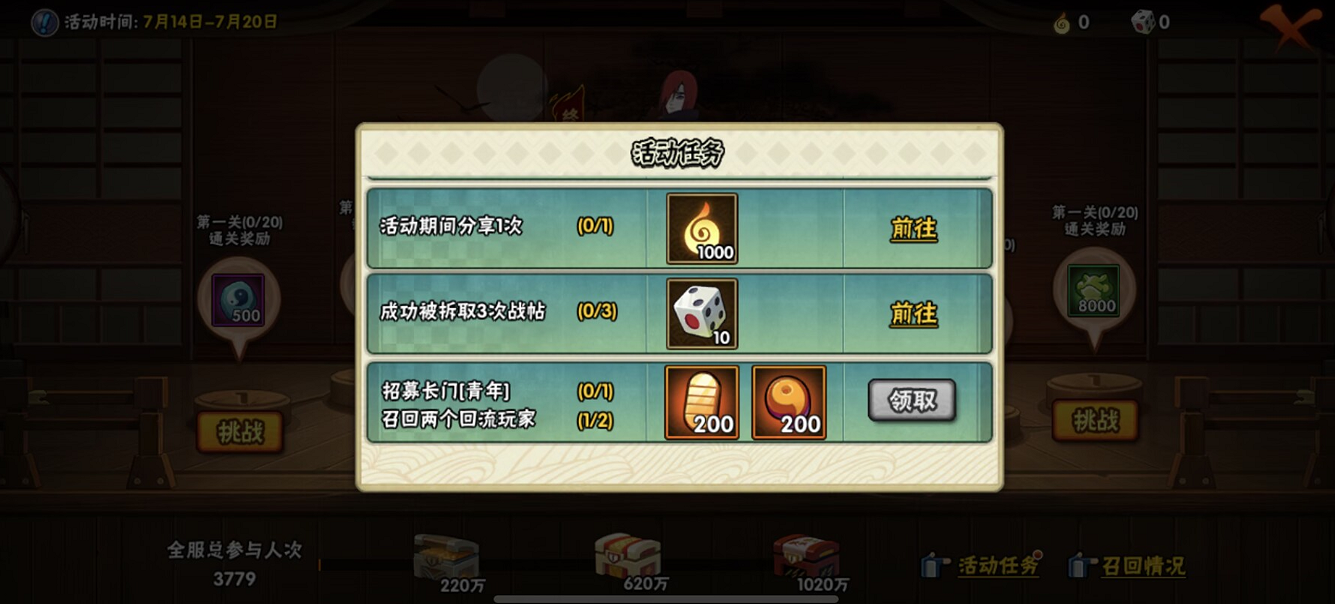 活动时间: 7月14日-7月20日
0
0
终
活动任务
活动期间分享1次 (0/1)
1000
前往
成功被拆取3次战帖 (0/3)
10
前往
招募长门[青年] (0/1)
召回两个回流玩家 (1/2)
200
200
领取
第一关(0/20)
通关奖励
500
挑战
第
0)
第一关(0/20)
通关奖励
8000
挑战
全服总参与人次
3779
220万
620万
1020万
活动任务
召回情况